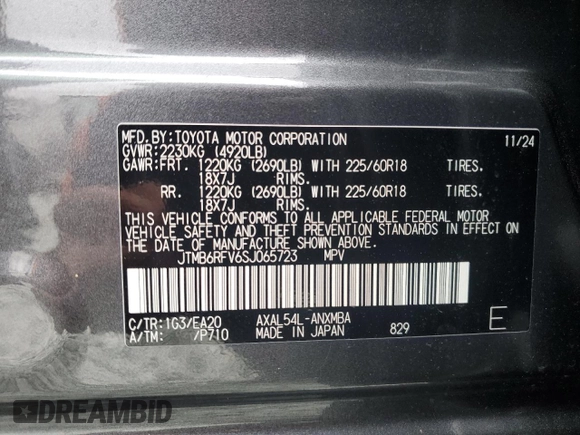 MFD.BY:TOYOTA MOTOR CORPORATION 11/24
GVWR:2230KG (4920LB)
GAWR:FRT. 1220KG (2690LB) WITH 225/60R18 TIRES.
18X7J RIMS.
RR. 1220KG (2690LB) WITH 225/60R18 TIRES.
18X7J RIMS.
THIS VEHICLE CONFORMS TO ALL APPLICABLE FEDERAL MOTOR
VEHICLE SAFETY AND THEFT PREVENTION STANDARDS IN EFFECT ON
THE DATE OF MANUFACTURE SHOWN ABOVE.
JTMB6RFV6SJ065723 MPV
C/TR:1G3/EA20 AXAL54L-ANXMBA
A/TM: /P710 MADE IN JAPAN 829 E
DREAMBID